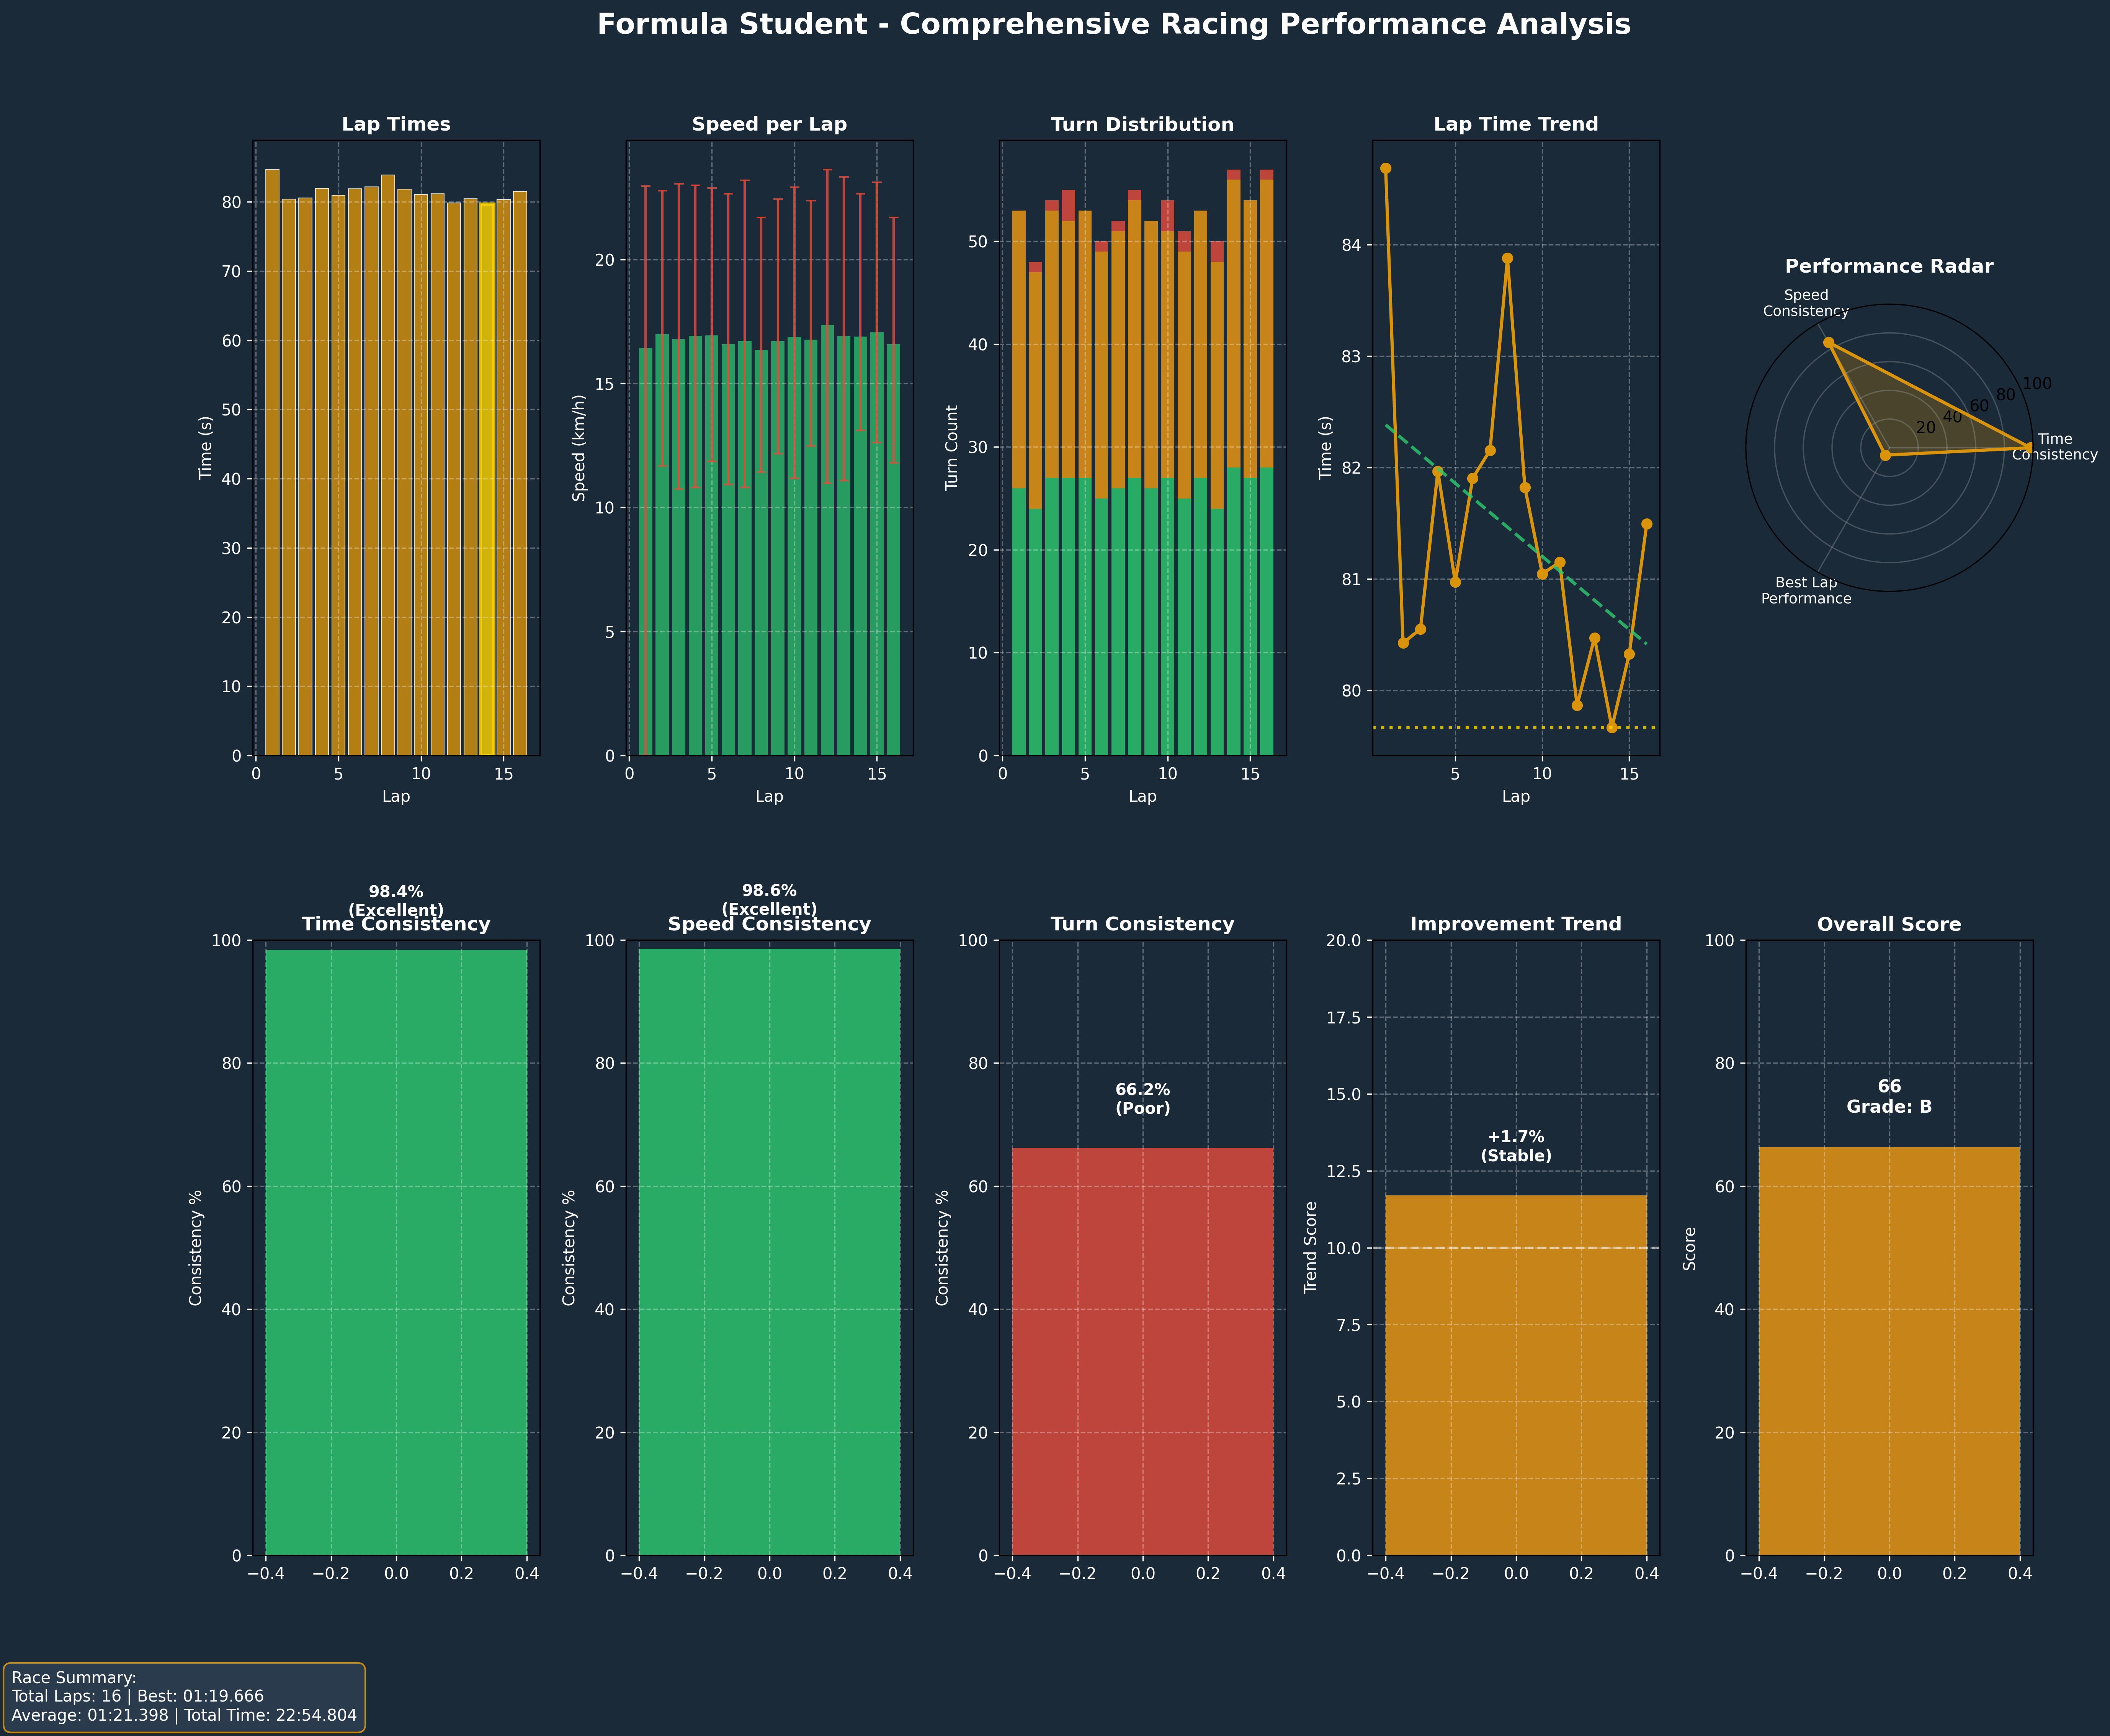 Formula Student - Comprehensive Racing Performance Analysis
Lap Times
Time (s)
80
70
60
50
40
30
20
10
0
0 5 10 15
Lap
Speed per Lap
Speed (km/h)
20
15
10
5
0
0 5 10 15
Lap
Turn Distribution
Turn Count
50
40
30
20
10
0
0 5 10 15
Lap
Lap Time Trend
Time (s)
84
83
82
81
80
5 10 15
Lap
Performance Radar
Speed
Consistency
100
80
60
40
20
Time
Consistency
Best Lap
Performance
98.4%
(Excellent)
Time Consistency
Consistency %
100
80
60
40
20
0
−0.4 −0.2 0.0 0.2 0.4
98.6%
(Excellent)
Speed Consistency
Consistency %
100
80
60
40
20
0
−0.4 −0.2 0.0 0.2 0.4
Turn Consistency
Consistency %
100
80
60
40
20
0
66.2%
(Poor)
−0.4 −0.2 0.0 0.2 0.4
Improvement Trend
Trend Score
20.0
17.5
15.0
12.5
10.0
7.5
5.0
2.5
0.0
+1.7%
(Stable)
−0.4 −0.2 0.0 0.2 0.4
Overall Score
Score
100
80
60
40
20
0
66
Grade: B
−0.4 −0.2 0.0 0.2 0.4
Race Summary:
Total Laps: 16 | Best: 01:19.666
Average: 01:21.398 | Total Time: 22:54.804